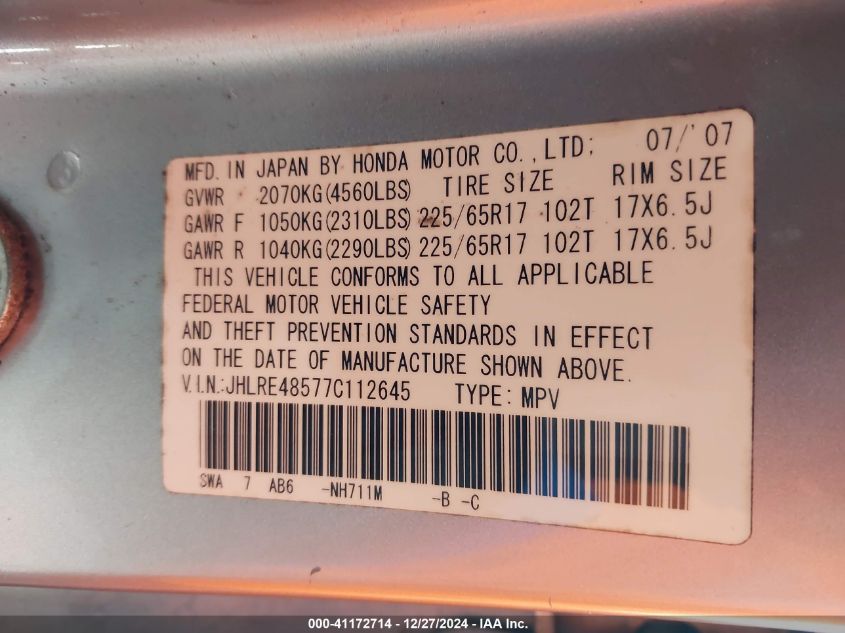 MFD. IN JAPAN BY HONDA MOTOR CO., LTD; 07/'07
GVWR 2070KG(4560LBS) TIRE SIZE RIM SIZE
GAWR F 1050KG(2310LBS) 225/65R17 102T 17X6.5J
GAWR R 1040KG(2290LBS) 225/65R17 102T 17X6.5J
THIS VEHICLE CONFORMS TO ALL APPLICABLE
FEDERAL MOTOR VEHICLE SAFETY
AND THEFT PREVENTION STANDARDS IN EFFECT
ON THE DATE OF MANUFACTURE SHOWN ABOVE.
V.I.N.:JHLRE48577C112645 TYPE: MPV
SWA 7 AB6 -NH711M -B -C
000-41172714 - 12/27/2024 - IAA Inc.